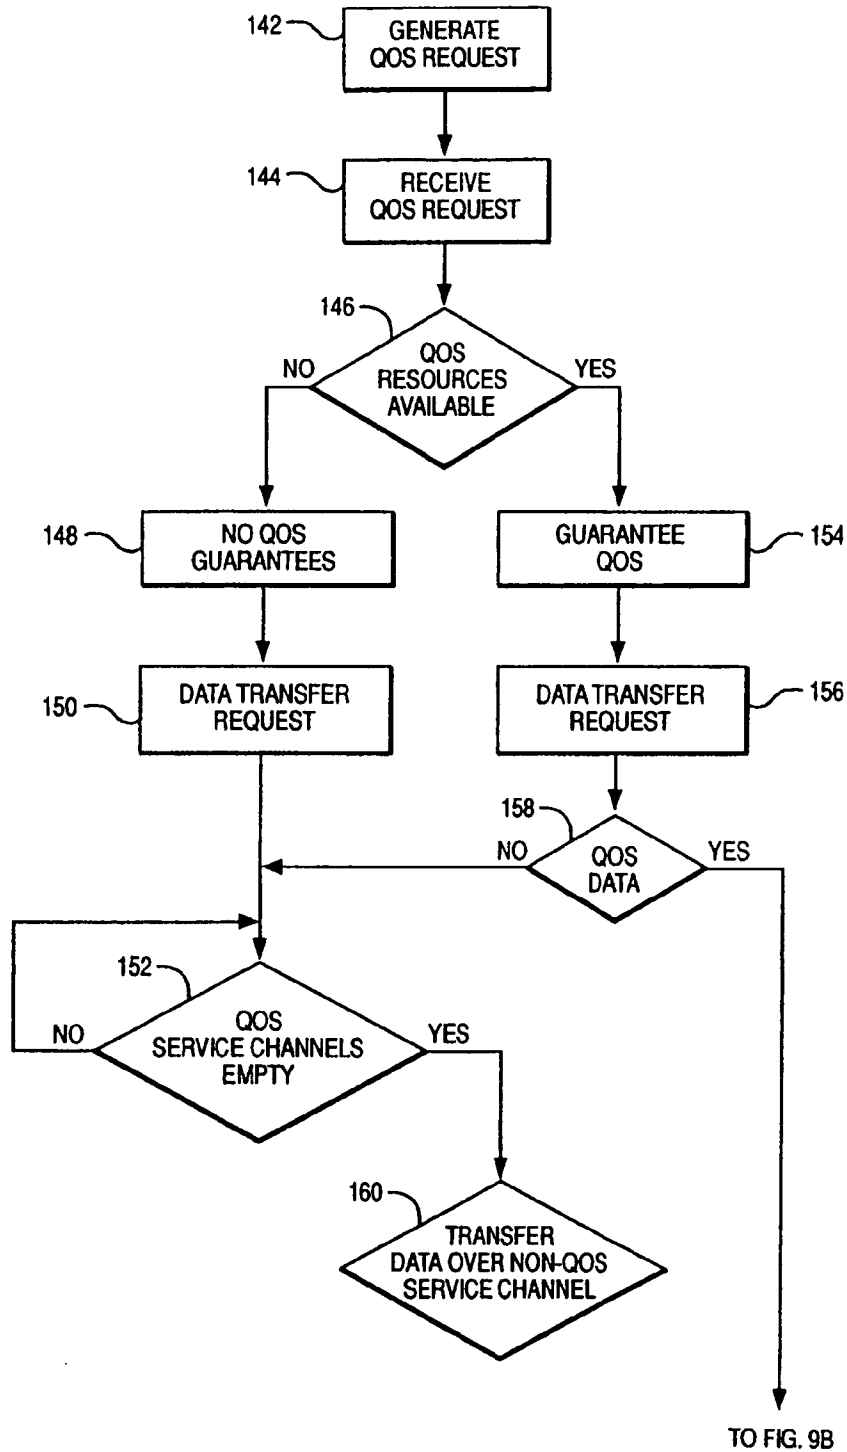 142
GENERATE
QOS REQUEST
144
RECEIVE
QOS REQUEST
146
QOS
RESOURCES
AVAILABLE
NO
YES
148
NO QOS
GUARANTEES
GUARANTEE
QOS
154
150
DATA TRANSFER
REQUEST
DATA TRANSFER
REQUEST
156
158
QOS
DATA
NO
YES
152
QOS
SERVICE CHANNELS
EMPTY
NO
YES
160
TRANSFER
DATA OVER NON-QOS
SERVICE CHANNEL
TO FIG. 9B